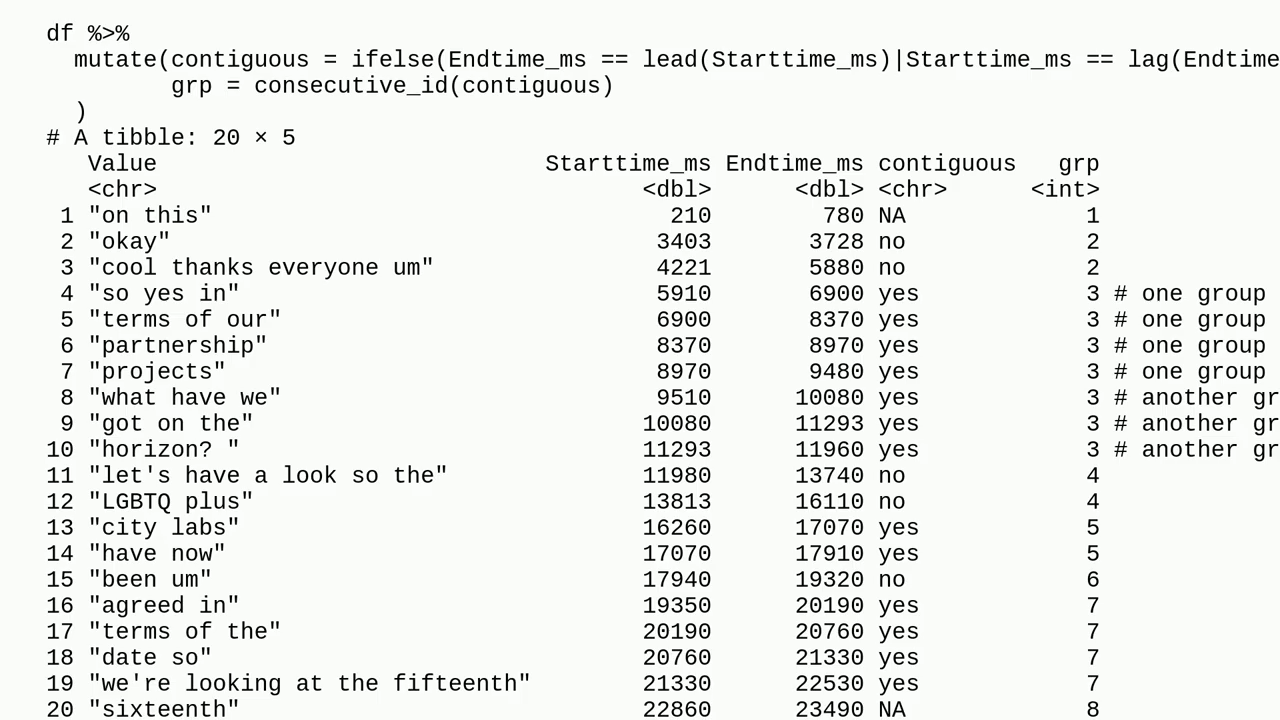 df %>%
mutate(contiguous = ifelse(Endtime_ms == lead(Starttime_ms)|Starttime_ms == lag(Endtime
grp = consecutive_id(contiguous)
)
# A tibble: 20 × 5
Value Starttime_ms Endtime_ms contiguous grp
<chr> <dbl> <dbl> <chr> <int>
1 "on this" 210 780 NA 1
2 "okay" 3403 3728 no 2
3 "cool thanks everyone um" 4221 5880 no 2
4 "so yes in" 5910 6900 yes 3 # one group
5 "terms of our" 6900 8370 yes 3 # one group
6 "partnership" 8370 8970 yes 3 # one group
7 "projects" 8970 9480 yes 3 # one group
8 "what have we" 9510 10080 yes 3 # another gr
9 "got on the" 10080 11293 yes 3 # another gr
10 "horizon? " 11293 11960 yes 3 # another gr
11 "let's have a look so the" 11980 13740 no 4
12 "LGBTQ plus" 13813 16110 no 4
13 "city labs" 16260 17070 yes 5
14 "have now" 17070 17910 yes 5
15 "been um" 17940 19320 no 6
16 "agreed in" 19350 20190 yes 7
17 "terms of the" 20190 20760 yes 7
18 "date so" 20760 21330 yes 7
19 "we're looking at the fifteenth" 21330 22530 yes 7
20 "sixteenth" 22860 23490 NA 8